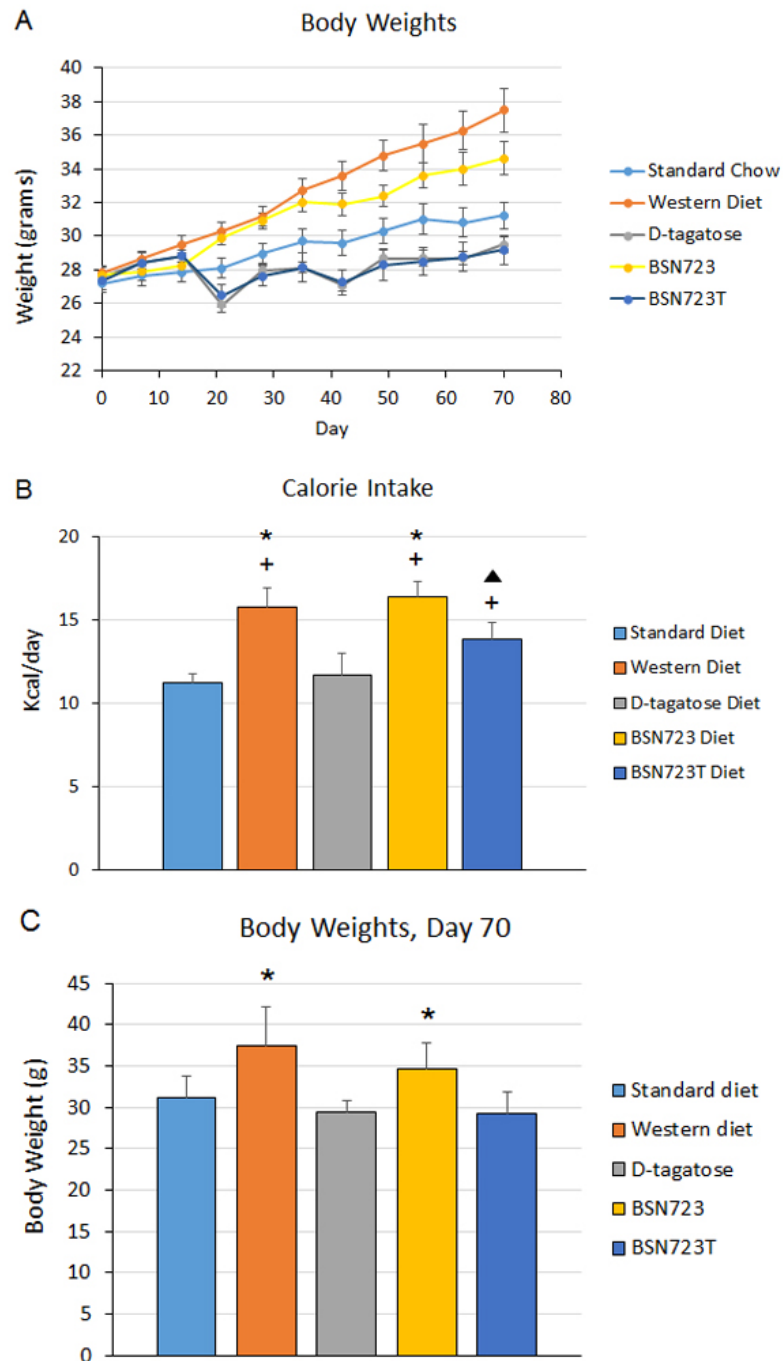 A
Body Weights
40
38
36
34
32
30
28
26
24
22
Weight (grams)
0 10 20 30 40 50 60 70 80
Day
Standard Chow
Western Diet
D-tagatose
BSN723
BSN723T
B
Calorie Intake
20
15
10
5
0
Kcal/day
* 
+
*
+
▲
+
Standard Diet
Western Diet
D-tagatose Diet
BSN723 Diet
BSN723T Diet
C
Body Weights, Day 70
45
40
35
30
25
20
15
10
5
0
Body Weight (g)
*
*
Standard diet
Western diet
D-tagatose
BSN723
BSN723T